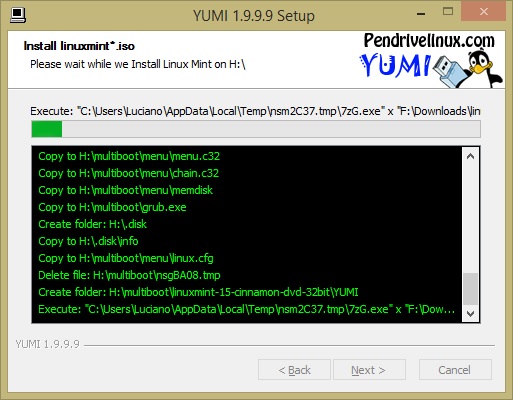 YUMI 1.9.9.9 Setup
Install linuxmint*.iso
Please wait while we Install Linux Mint on H:\
Pendrivelinux.com
YUMI
Execute: "C:\Users\Luciano\AppData\Local\Temp\nsm2C37.tmp\7zG.exe" x "F:\Downloads\lin
Copy to H:\multiboot\menu\menu.c32
Copy to H:\multiboot\menu\chain.c32
Copy to H:\multiboot\menu\memdisk
Copy to H:\multiboot\grub.exe
Create folder: H:\.disk
Copy to H:\.disk\info
Copy to H:\multiboot\menu\linux.cfg
Delete file: H:\multiboot\nsgBA08.tmp
Create folder: H:\multiboot\linuxmint-15-cinnamon-dvd-32bit\YUMI
Execute: "C:\Users\Luciano\AppData\Local\Temp\nsm2C37.tmp\7zG.exe" x "F:\Dow...
YUMI 1.9.9.9
< Back Next > Cancel